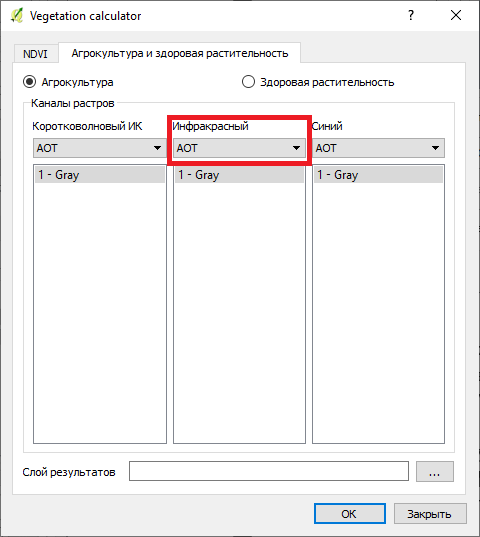 Vegetation calculator
NDVI
Агрокультура и здоровая растительность
Агрокультура
Здоровая растительность
Каналы растров
Коротковолновый ИК
Инфракрасный
Синий
AOT
AOT
AOT
1 - Gray
1 - Gray
1 - Gray
Слой результатов
...
OK
Закрыть